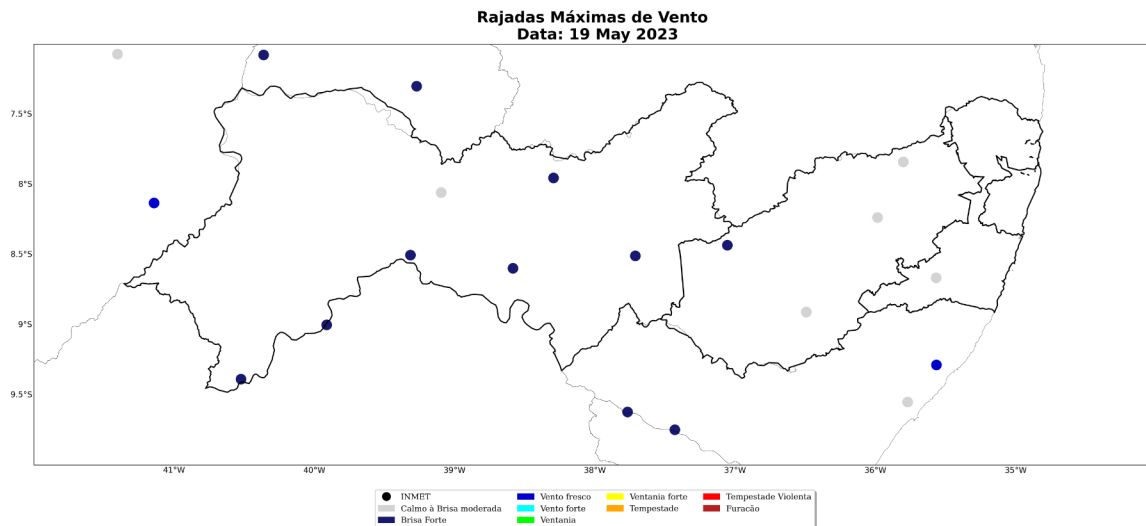 Rajadas Máximas de Vento
Data: 19 May 2023
7.5°S
8°S
8.5°S
9°S
9.5°S
41°W
40°W
39°W
38°W
37°W
36°W
35°W
INMET
Calmo à Brisa moderada
Brisa Forte
Vento fresco
Vento forte
Ventania
Ventania forte
Tempestade
Tempestade Violenta
Furacão